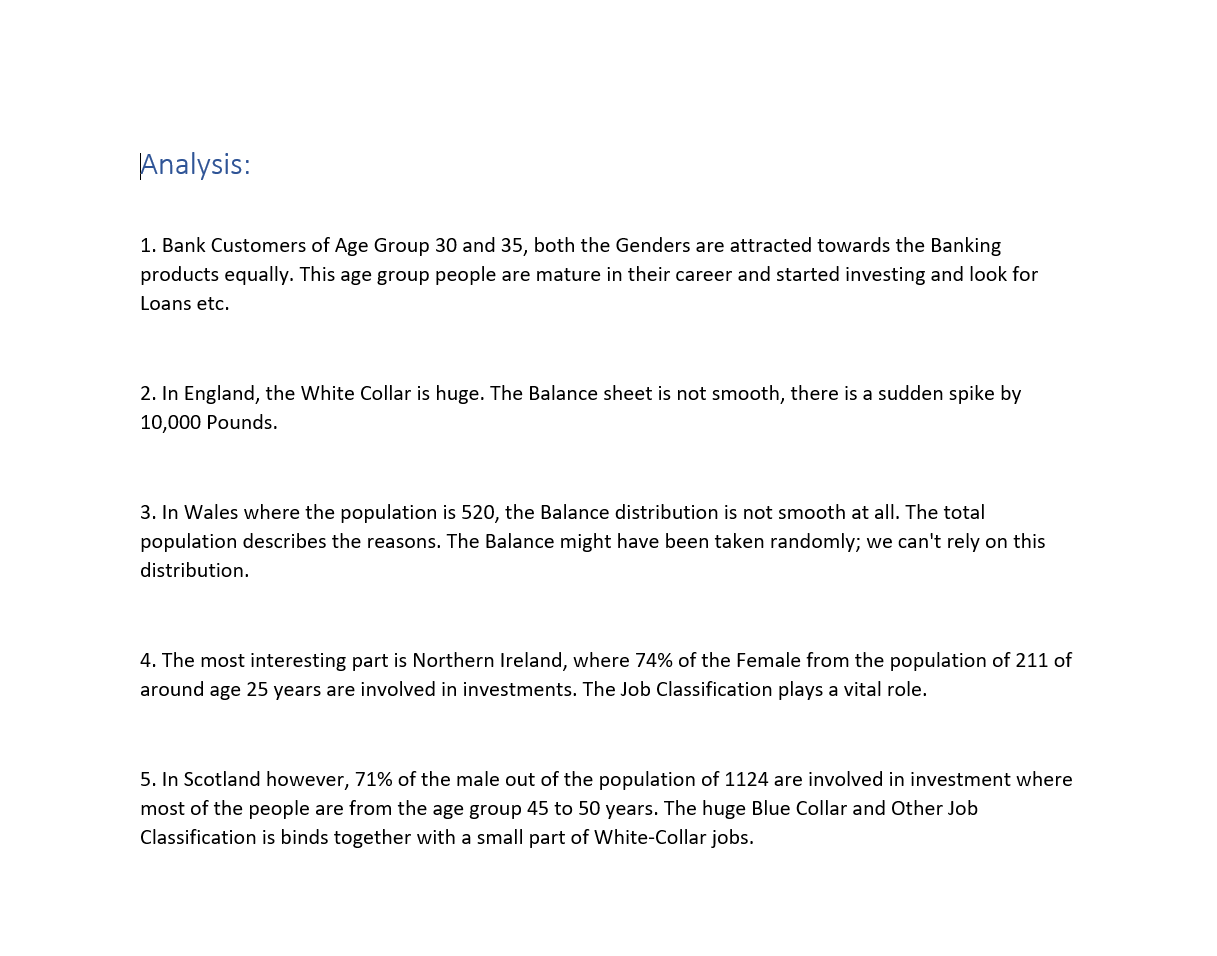 Analysis:
1. Bank Customers of Age Group 30 and 35, both the Genders are attracted towards the Banking
products equally. This age group people are mature in their career and started investing and look for
Loans etc.
2. In England, the White Collar is huge. The Balance sheet is not smooth, there is a sudden spike by
10,000 Pounds.
3. In Wales where the population is 520, the Balance distribution is not smooth at all. The total
population describes the reasons. The Balance might have been taken randomly; we can't rely on this
distribution.
4. The most interesting part is Northern Ireland, where 74% of the Female from the population of 211 of
around age 25 years are involved in investments. The Job Classification plays a vital role.
5. In Scotland however, 71% of the male out of the population of 1124 are involved in investment where
most of the people are from the age group 45 to 50 years. The huge Blue Collar and Other Job
Classification is binds together with a small part of White-Collar jobs.